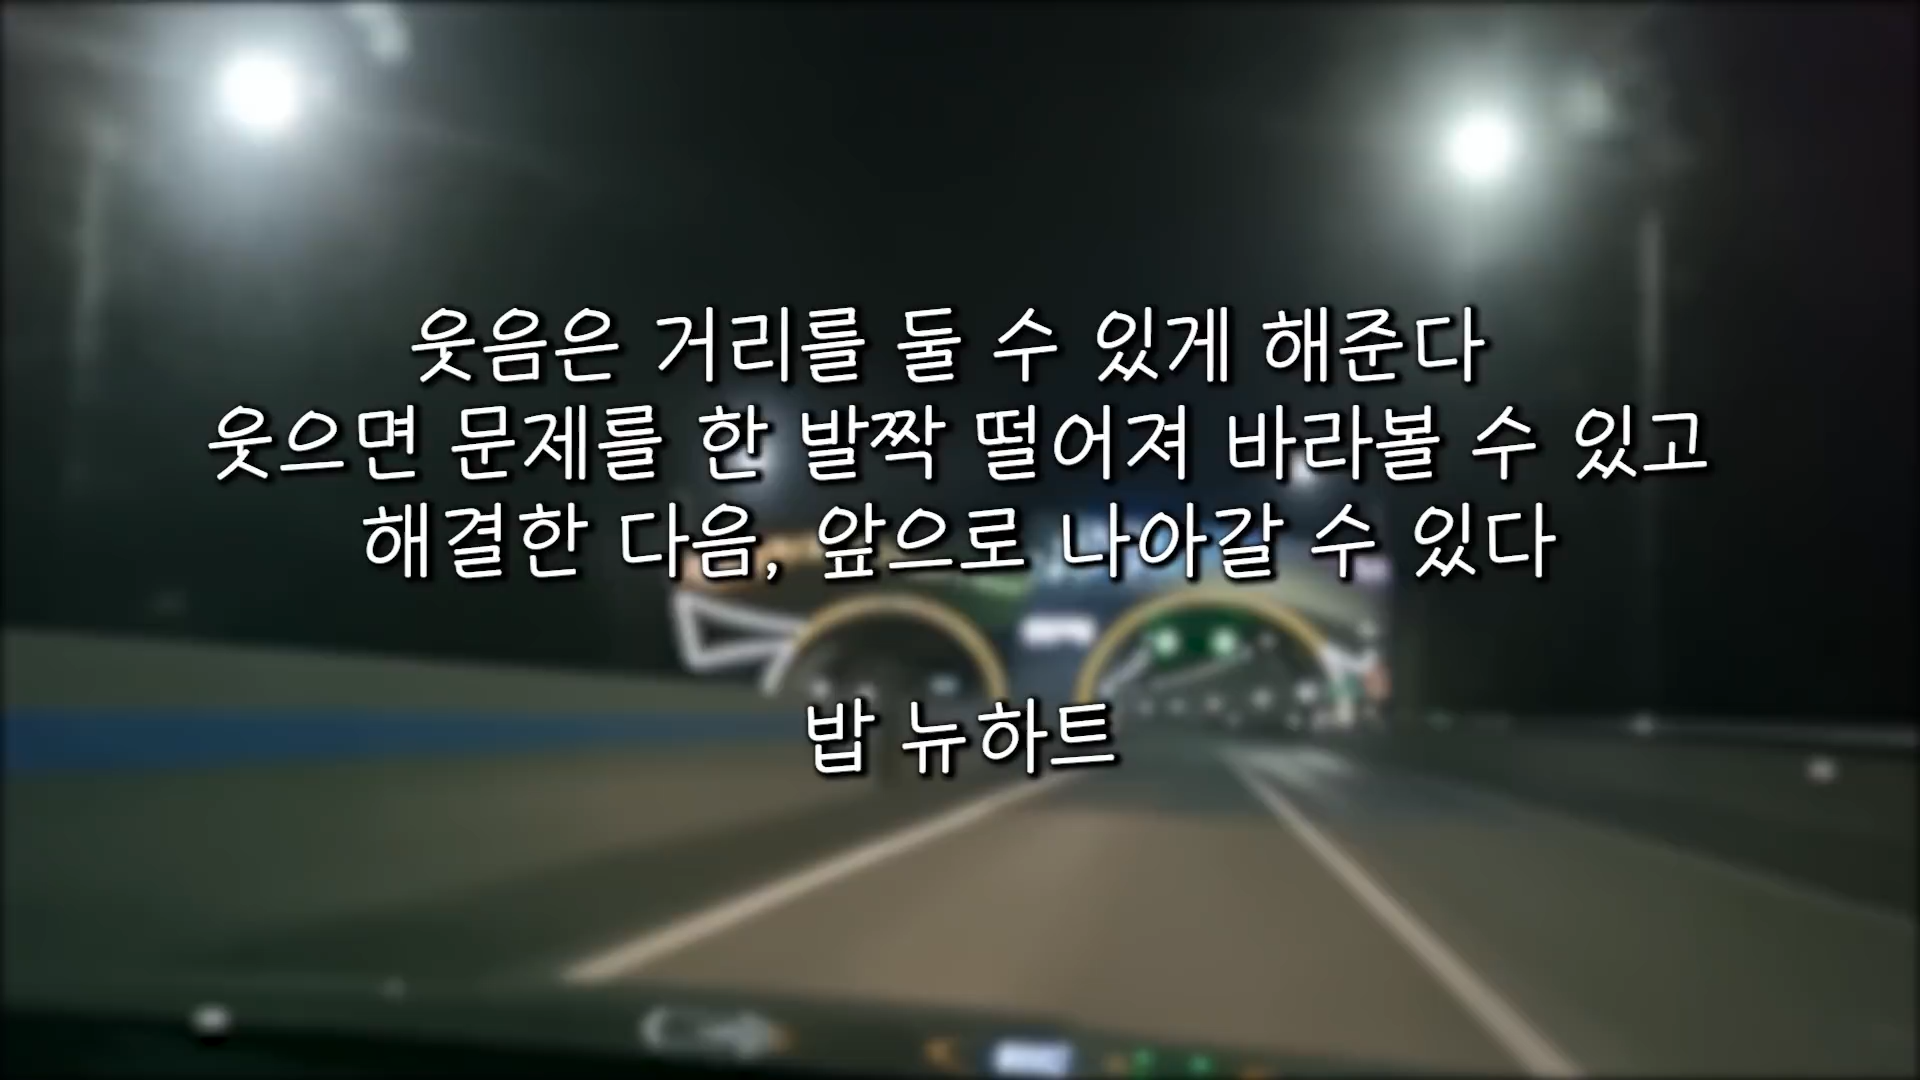 웃음은 거리를 둘 수 있게 해준다
웃으면 문제를 한 발짝 떨어져 바라볼 수 있고
해결한 다음, 앞으로 나아갈 수 있다
밥 뉴하트